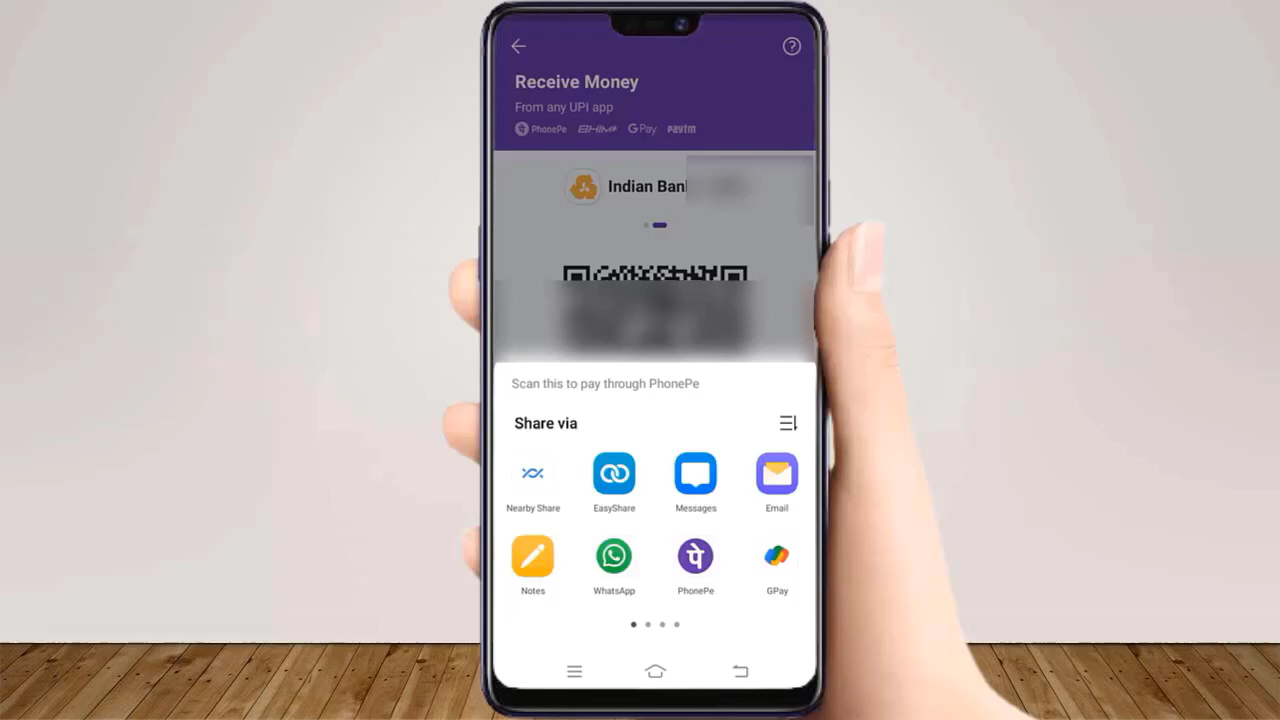 Receive Money
From any UPI app
पे PhonePe BHIM GPay Paytm
Indian Bank
Scan this to pay through PhonePe
Share via
Nearby Share EasyShare Messages Email
पे
Notes WhatsApp PhonePe GPay